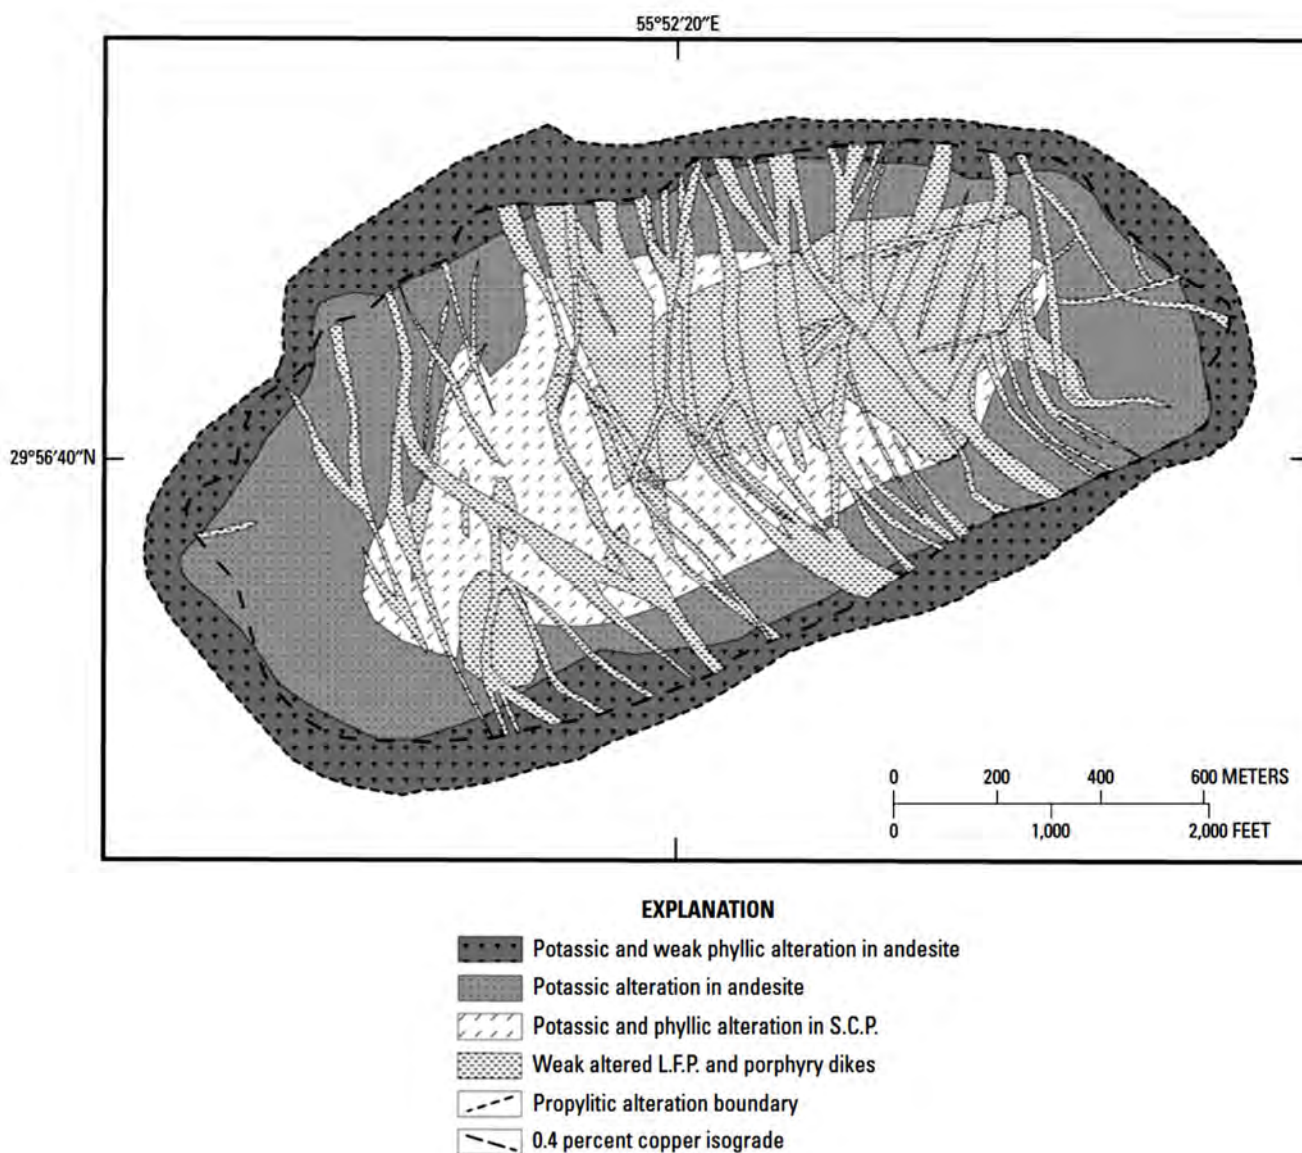 55°52′20″E
29°56′40″N
0 200 400 600 METERS
0 1,000 2,000 FEET
EXPLANATION
Potassic and weak phyllic alteration in andesite
Potassic alteration in andesite
Potassic and phyllic alteration in S.C.P.
Weak altered L.F.P. and porphyry dikes
Propylitic alteration boundary
0.4 percent copper isograde